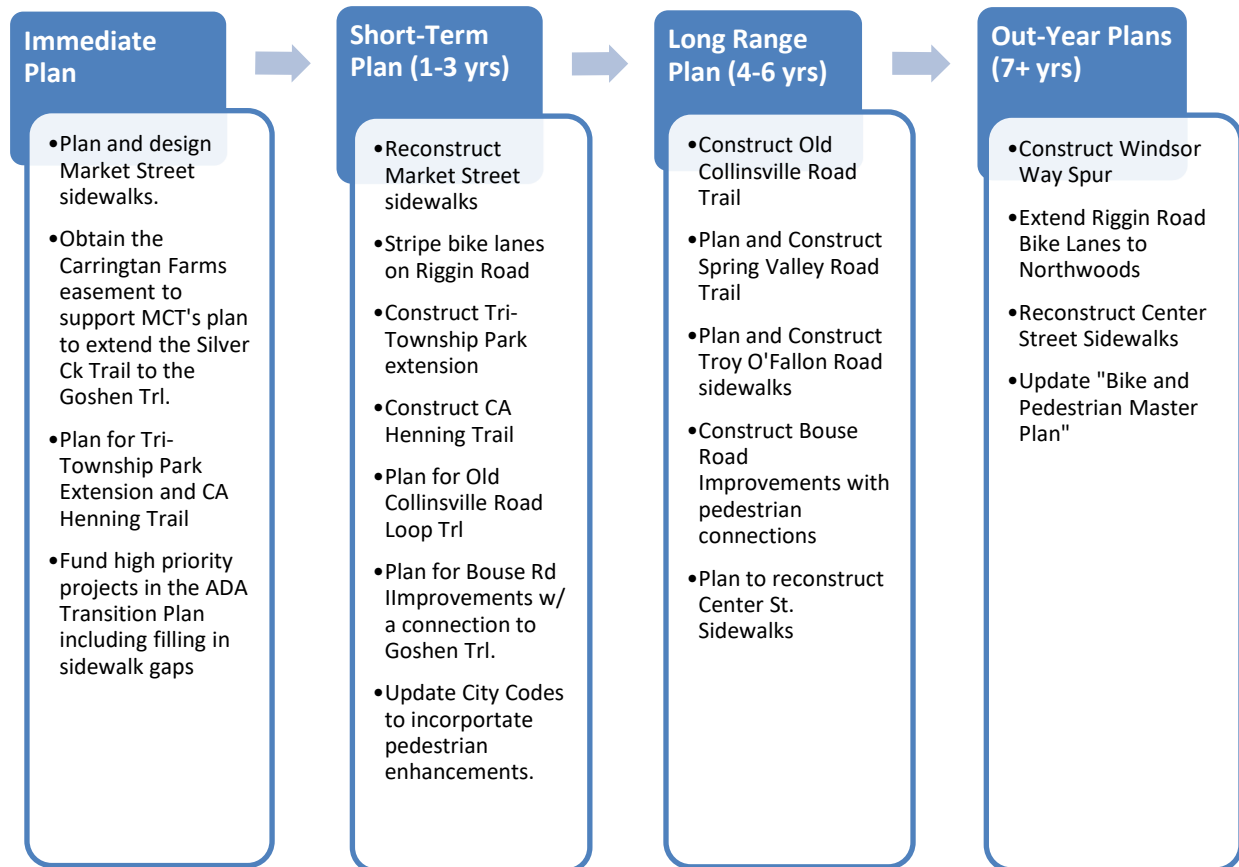 Immediate
Plan
•Plan and design
Market Street
sidewalks.
•Obtain the
Carringtan Farms
easement to
support MCT's plan
to extend the Silver
Ck Trail to the
Goshen Trl.
•Plan for Tri-
Township Park
Extension and CA
Henning Trail
•Fund high priority
projects in the ADA
Transition Plan
including filling in
sidewalk gaps
Short-Term
Plan (1-3 yrs)
•Reconstruct
Market Street
sidewalks
•Stripe bike lanes
on Riggin Road
•Construct Tri-
Township Park
extension
•Construct CA
Henning Trail
•Plan for Old
Collinsville Road
Loop Trl
•Plan for Bouse Rd
IImprovements w/
a connection to
Goshen Trl.
•Update City Codes
to incorportate
pedestrian
enhancements.
Long Range
Plan (4-6 yrs)
•Construct Old
Collinsville Road
Trail
•Plan and Construct
Spring Valley Road
Trail
•Plan and Construct
Troy O'Fallon Road
sidewalks
•Construct Bouse
Road
Improvements with
pedestrian
connections
•Plan to reconstruct
Center St.
Sidewalks
Out-Year Plans
(7+ yrs)
•Construct Windsor
Way Spur
•Extend Riggin Road
Bike Lanes to
Northwoods
•Reconstruct Center
Street Sidewalks
•Update "Bike and
Pedestrian Master
Plan"